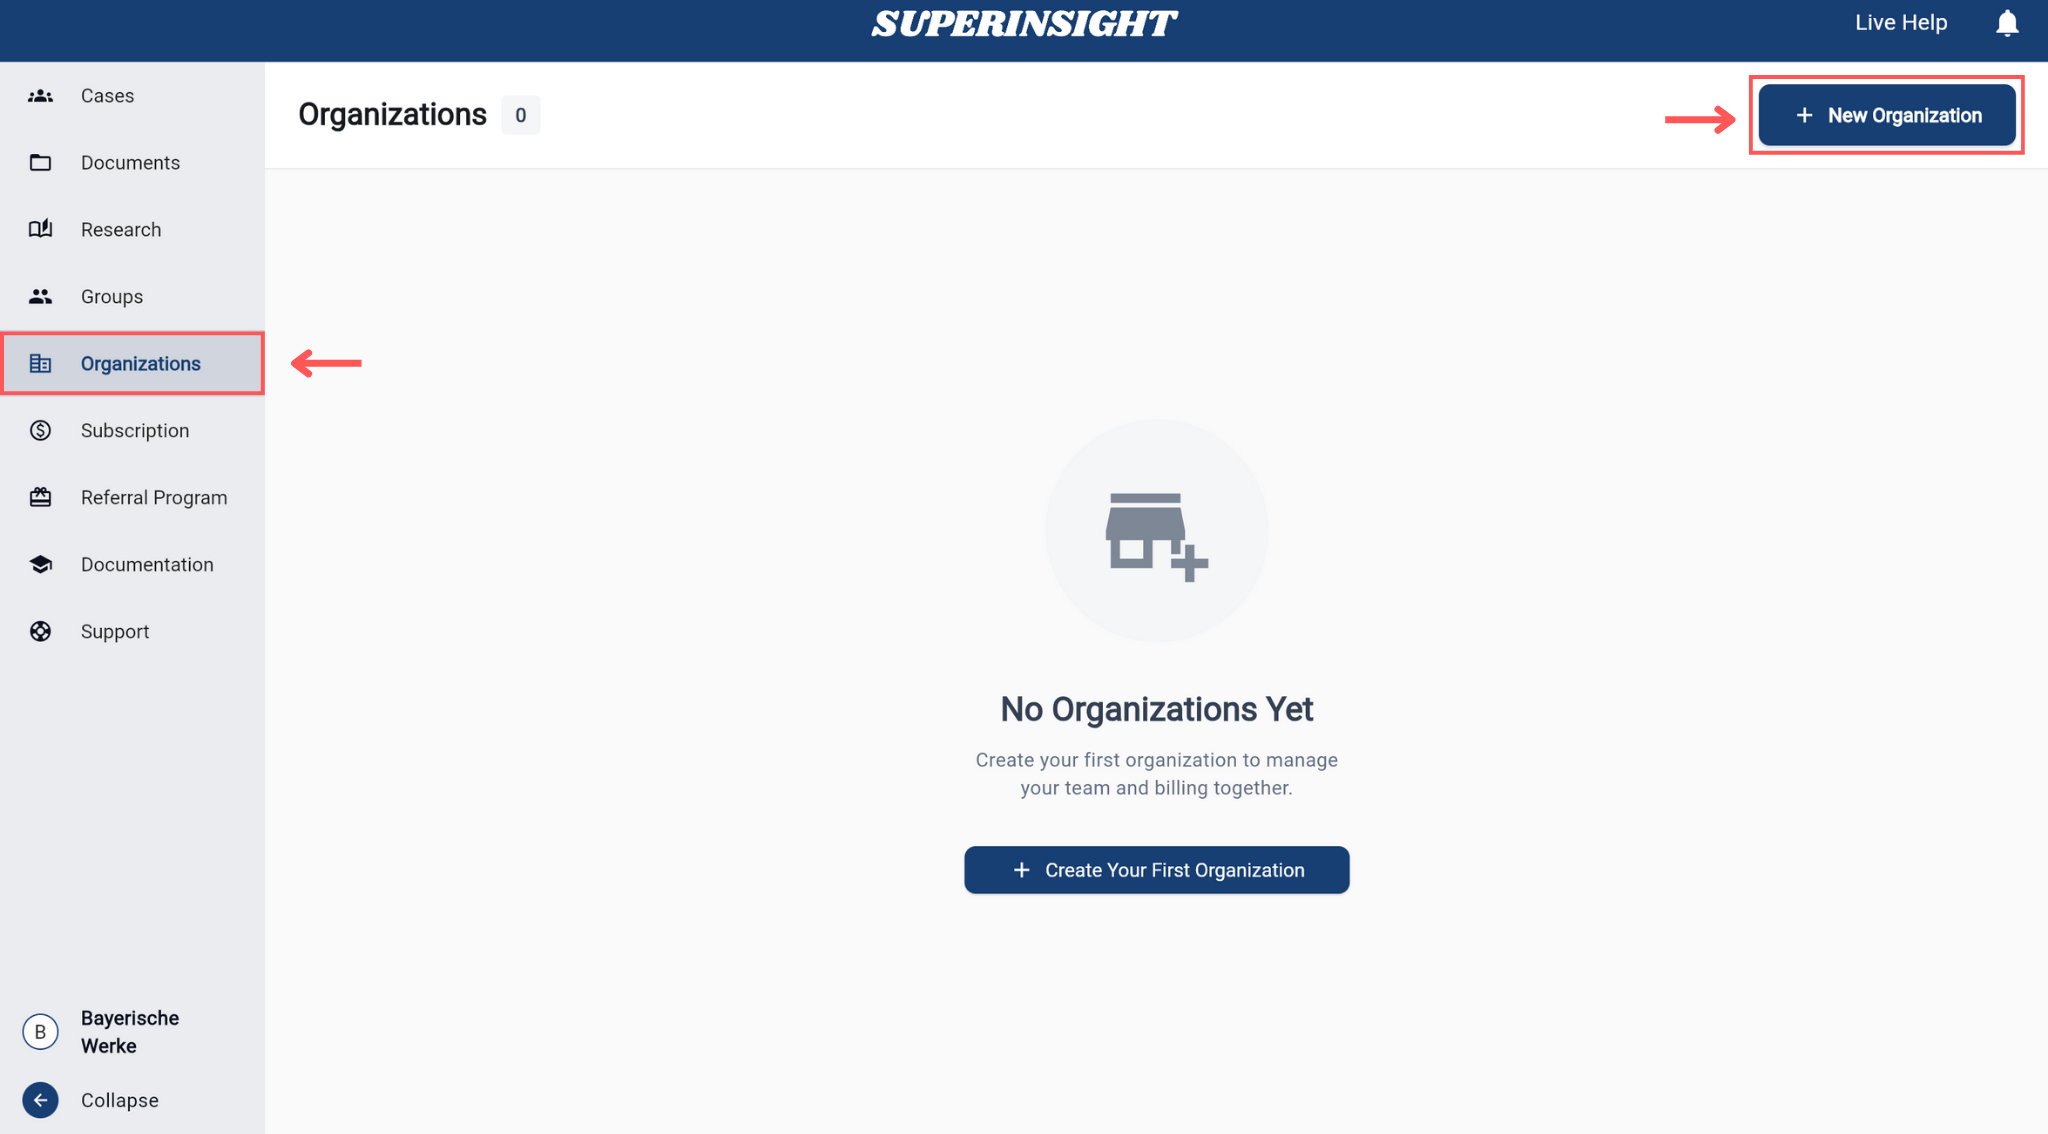 SUPERINSIGHT
Live Help
Cases
Documents
Research
Groups
Organizations
Subscription
Referral Program
Documentation
Support
B
Bayerische
Werke
Collapse
Organizations 0
+ New Organization
No Organizations Yet
Create your first organization to manage
your team and billing together.
+ Create Your First Organization